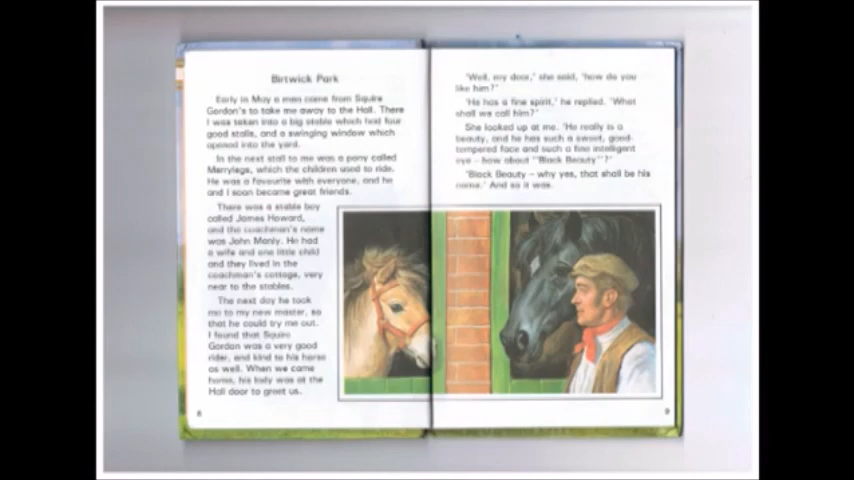 Birtwick Park
Early in May a man came from Squire
Gordon's to take me away to the Hall. There
I was taken into a big stable which had four
good stalls, and a swinging window which
opened into the yard.
In the next stall to me was a pony called
Merrylegs, which the children used to ride.
He was a favourite with everyone, and he
and I soon became great friends.
There was a stable boy
called James Howard,
and the coachman's name
was John Manly. He had
a wife and one little child
and they lived in the
coachman's cottage, very
near to the stables.
The next day he took
me to my new master, so
that he could try me out.
I found that Squire
Gordon was a very good
rider, and kind to his horse
as well. When we came
home, his lady was at the
Hall door to greet us.
8
'Well, my dear,' she said, 'how do you
like him?'
'He has a fine spirit,' he replied. 'What
shall we call him?'
She looked up at me. 'He really is a
beauty, and he has such a sweet, good-
tempered face and such a fine intelligent
eye – how about "Black Beauty"?'
'Black Beauty – why yes, that shall be his
name.' And so it was.
9